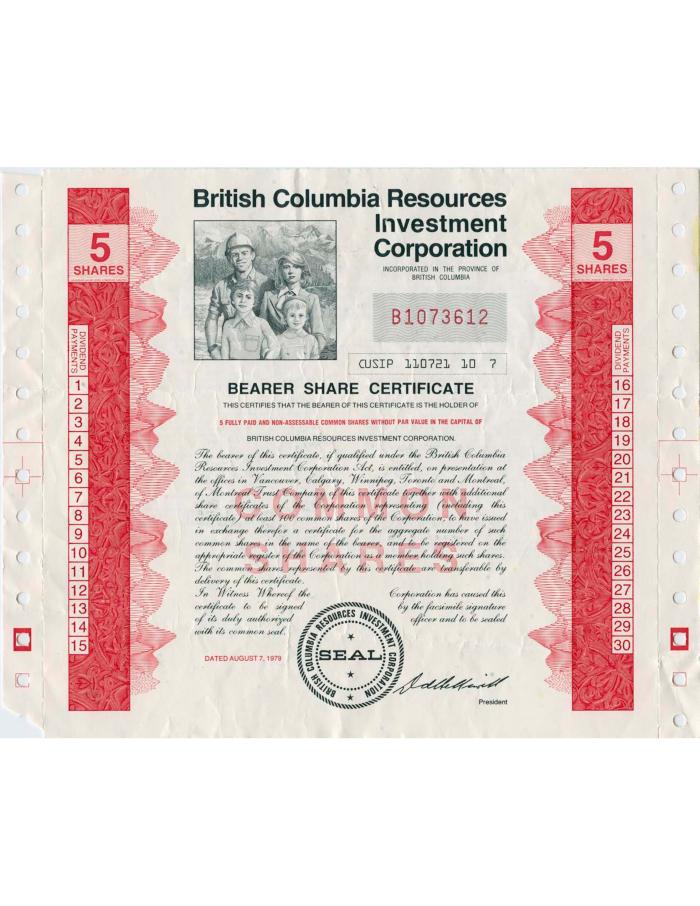 British Columbia Resources
Investment
Corporation
INCORPORATED IN THE PROVINCE OF
BRITISH COLUMBIA
5
SHARES
5
SHARES
B1073612
CUSIP 110721 10 7
BEARER SHARE CERTIFICATE
THIS CERTIFIES THAT THE BEARER OF THIS CERTIFICATE IS THE HOLDER OF
5 FULLY PAID AND NON-ASSESSABLE COMMON SHARES WITHOUT PAR VALUE IN THE CAPITAL OF
BRITISH COLUMBIA RESOURCES INVESTMENT CORPORATION.
The bearer of this certificate, if qualified under the British Columbia
Resources Investment Corporation Act, is entitled, on presentation at
the offices in Vancouver, Calgary, Winnipeg, Toronto and Montreal,
of Montreal Trust Company of this certificate together with additional
share certificates of the Corporation representing (including this
certificate) at least 100 common shares of the Corporation, to have issued
in exchange therefor a certificate for the aggregate number of such
common shares in the name of the bearer, and to be registered on the
appropriate register of the Corporation as a member holding such shares.
The common shares represented by this certificate are transferable by
delivery of this certificate.
In Witness Whereof the Corporation has caused this
certificate to be signed by the facsimile signature
of its duly authorized officer and to be sealed
with its common seal.
COMMON
SHARES
DATED AUGUST 7, 1979
BRITISH COLUMBIA RESOURCES INVESTMENT CORPORATION
SEAL
President
DIVIDEND
PAYMENTS
1
2
3
4
5
6
7
8
9
10
11
12
13
14
15
DIVIDEND
PAYMENTS
16
17
18
19
20
21
22
23
24
25
26
27
28
29
30